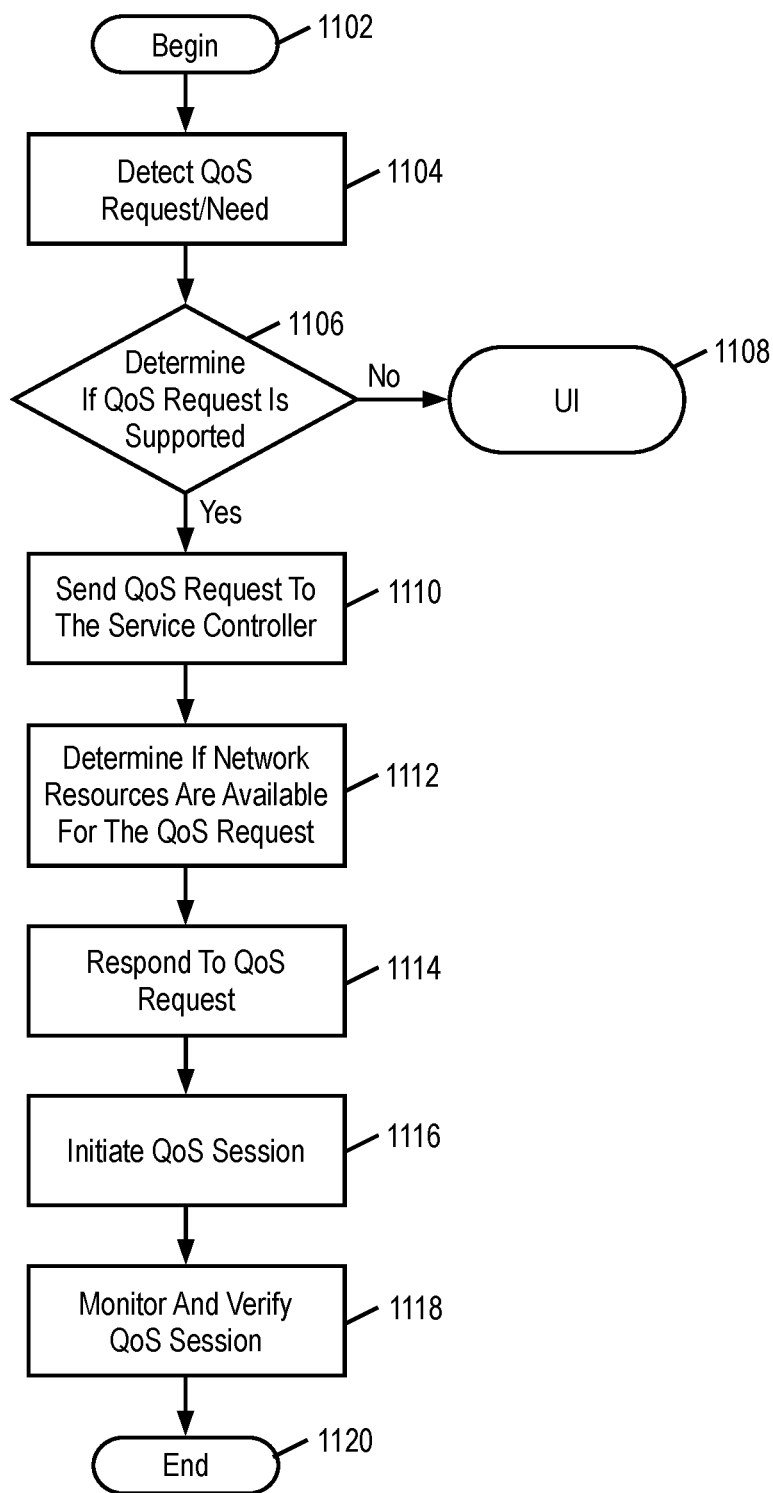 Begin
1102
Detect QoS
Request/Need
1104
1106
Determine
If QoS Request Is
Supported
No
UI
1108
Yes
Send QoS Request To
The Service Controller
1110
Determine If Network
Resources Are Available
For The QoS Request
1112
Respond To QoS
Request
1114
Initiate QoS Session
1116
Monitor And Verify
QoS Session
1118
End
1120